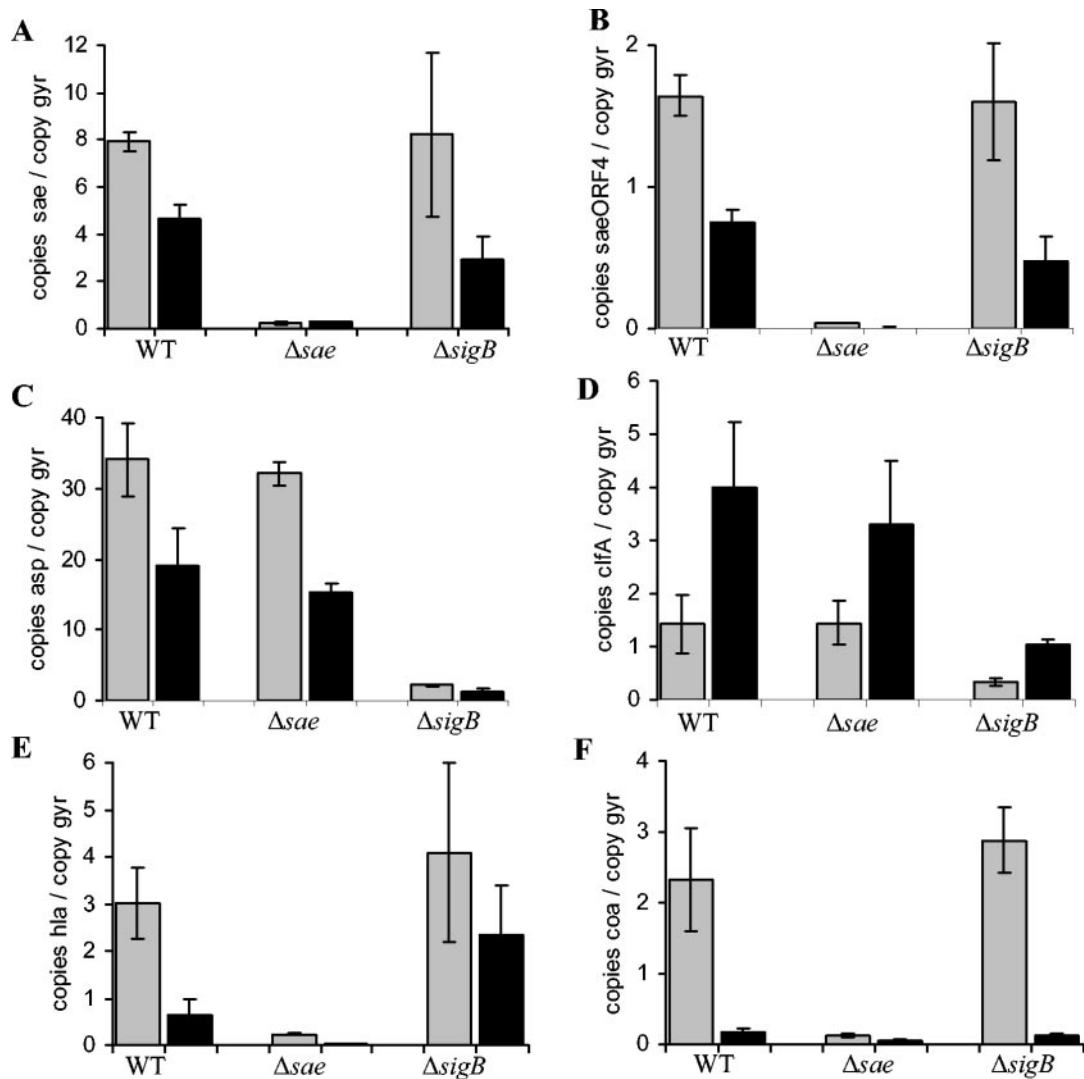 A
copies sae / copy gyr
12
10
8
6
4
2
0
WT
Δsae
ΔsigB
B
copies saeORF4 / copy gyr
2
1
0
WT
Δsae
ΔsigB
C
copies asp / copy gyr
40
30
20
10
0
WT
Δsae
ΔsigB
D
copies clfA / copy gyr
6
5
4
3
2
1
0
WT
Δsae
ΔsigB
E
copies hla / copy gyr
6
5
4
3
2
1
0
WT
Δsae
ΔsigB
F
copies coa / copy gyr
4
3
2
1
0
WT
Δsae
ΔsigB